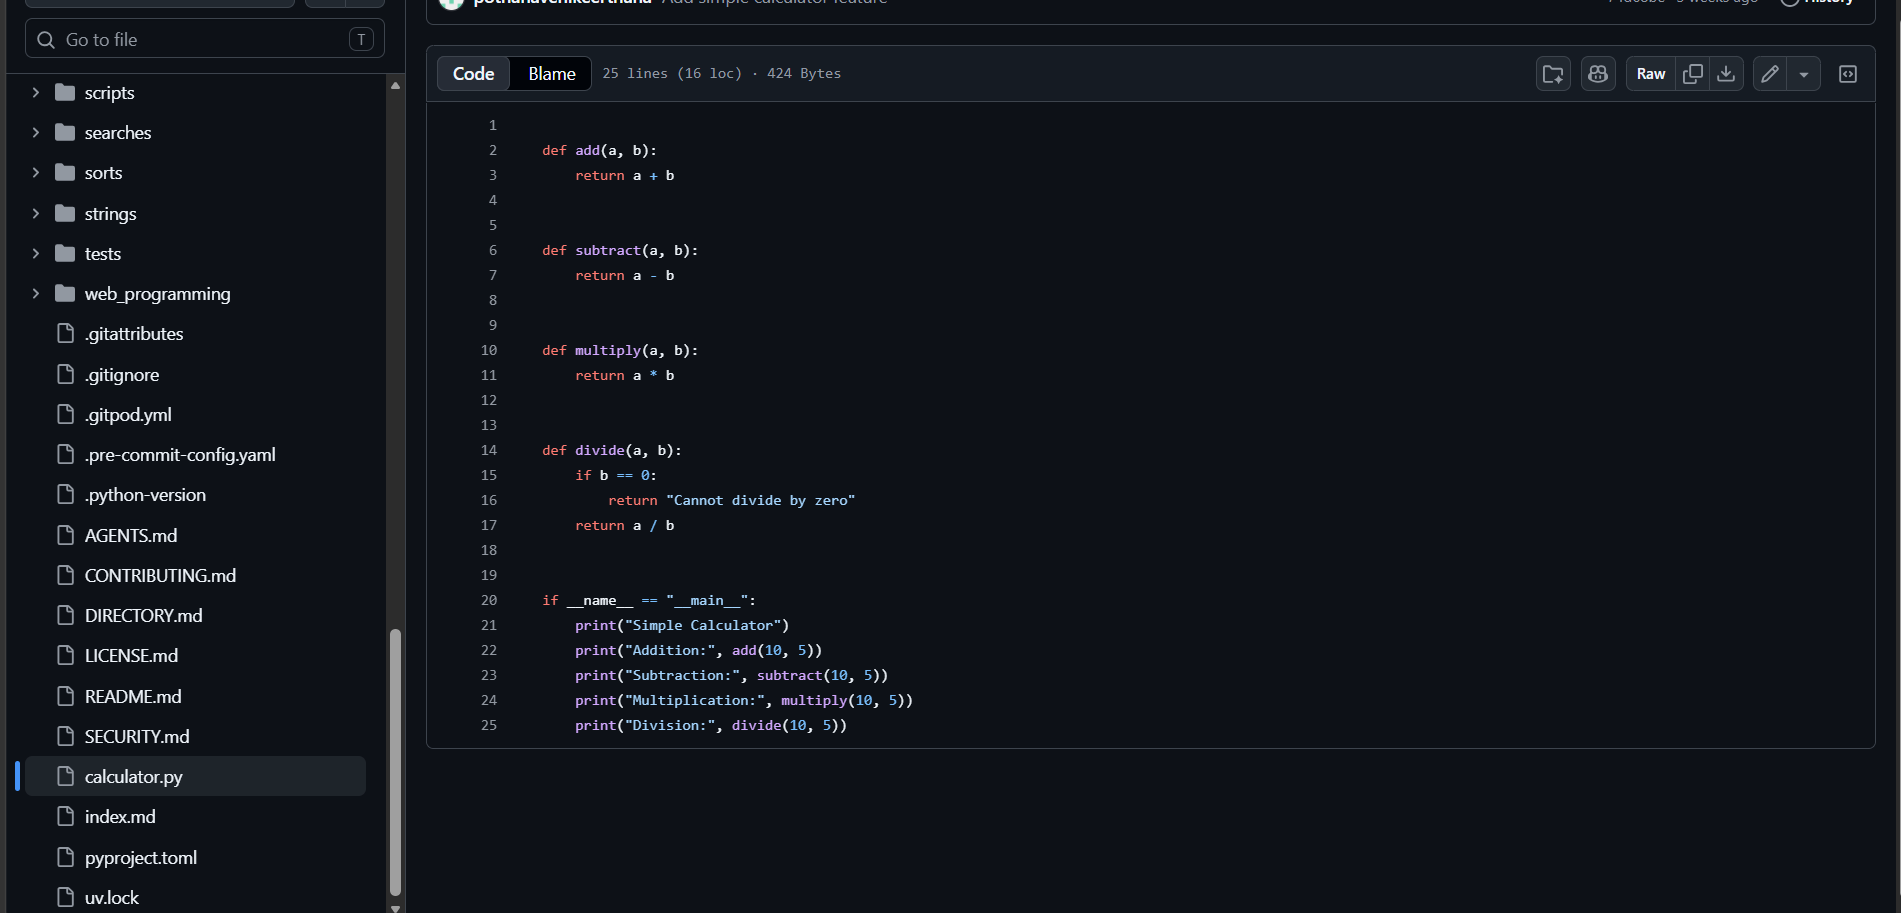 Go to file
T
scripts
searches
sorts
strings
tests
web_programming
.gitattributes
.gitignore
.gitpod.yml
.pre-commit-config.yaml
.python-version
AGENTS.md
CONTRIBUTING.md
DIRECTORY.md
LICENSE.md
README.md
SECURITY.md
calculator.py
index.md
pyproject.toml
uv.lock
Add simple calculator feature
History
Code Blame 25 lines (16 loc) · 424 Bytes
Raw
1
2 def add(a, b):
3     return a + b
4
5
6 def subtract(a, b):
7     return a - b
8
9
10 def multiply(a, b):
11     return a * b
12
13
14 def divide(a, b):
15     if b == 0:
16         return "Cannot divide by zero"
17     return a / b
18
19
20 if __name__ == "__main__":
21     print("Simple Calculator")
22     print("Addition:", add(10, 5))
23     print("Subtraction:", subtract(10, 5))
24     print("Multiplication:", multiply(10, 5))
25     print("Division:", divide(10, 5))